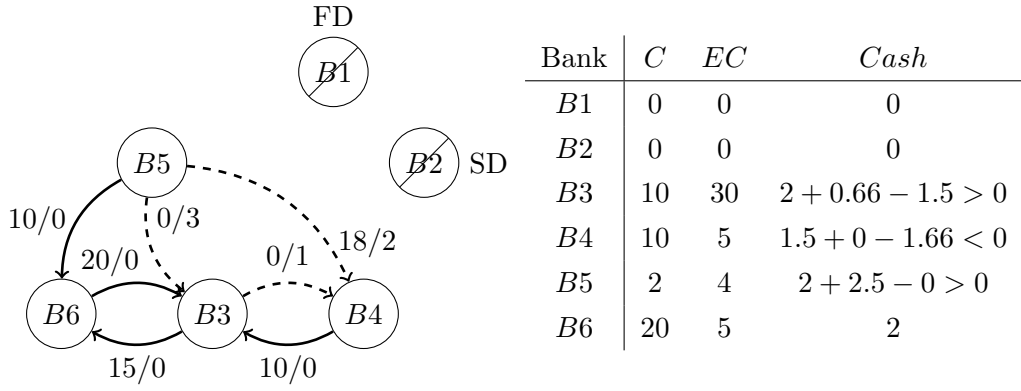 FD
B1
B2 SD
B5
10/0
0/3
18/2
20/0
0/1
B6
B3
B4
15/0
10/0
Bank C EC Cash
B1 0 0 0
B2 0 0 0
B3 10 30 2 + 0.66 − 1.5 > 0
B4 10 5 1.5 + 0 − 1.66 < 0
B5 2 4 2 + 2.5 − 0 > 0
B6 20 5 2